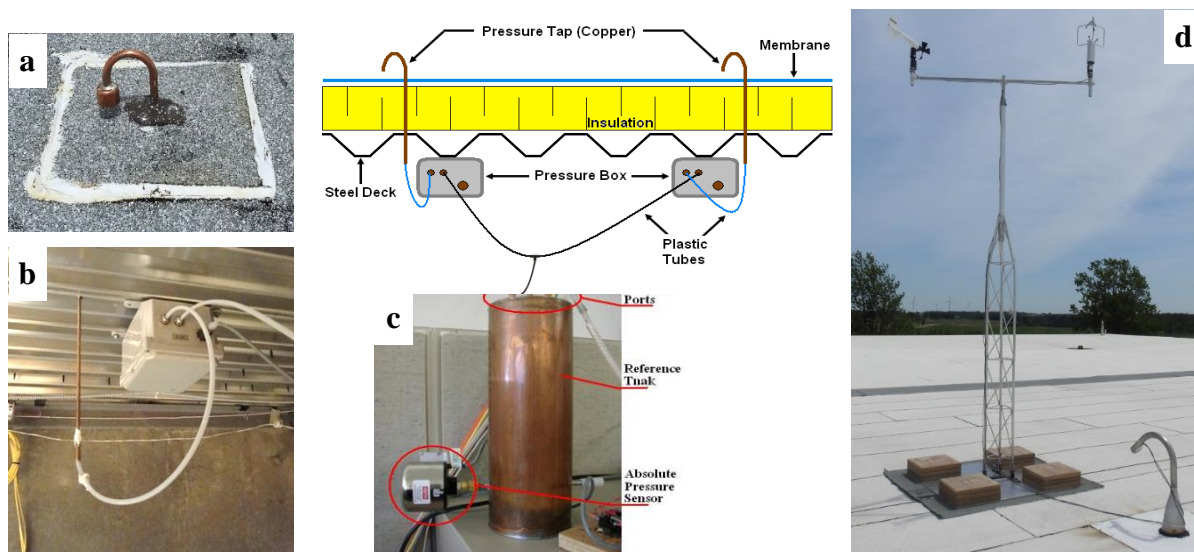 a
Pressure Tap (Copper)
Membrane
Insulation
Steel Deck
Pressure Box
Plastic
Tubes
b
c
Ports
Reference
Tnak
Absolute
Pressure
Sensor
d